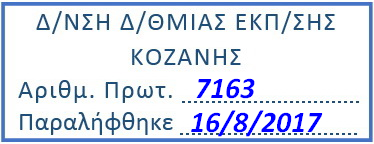 Δ/ΝΣΗ Δ/ΘΜΙΑΣ ΕΚΠ/ΣΗΣ
ΚΟΖΑΝΗΣ
Αριθμ. Πρωτ. 7163
Παραλήφθηκε 16/8/2017